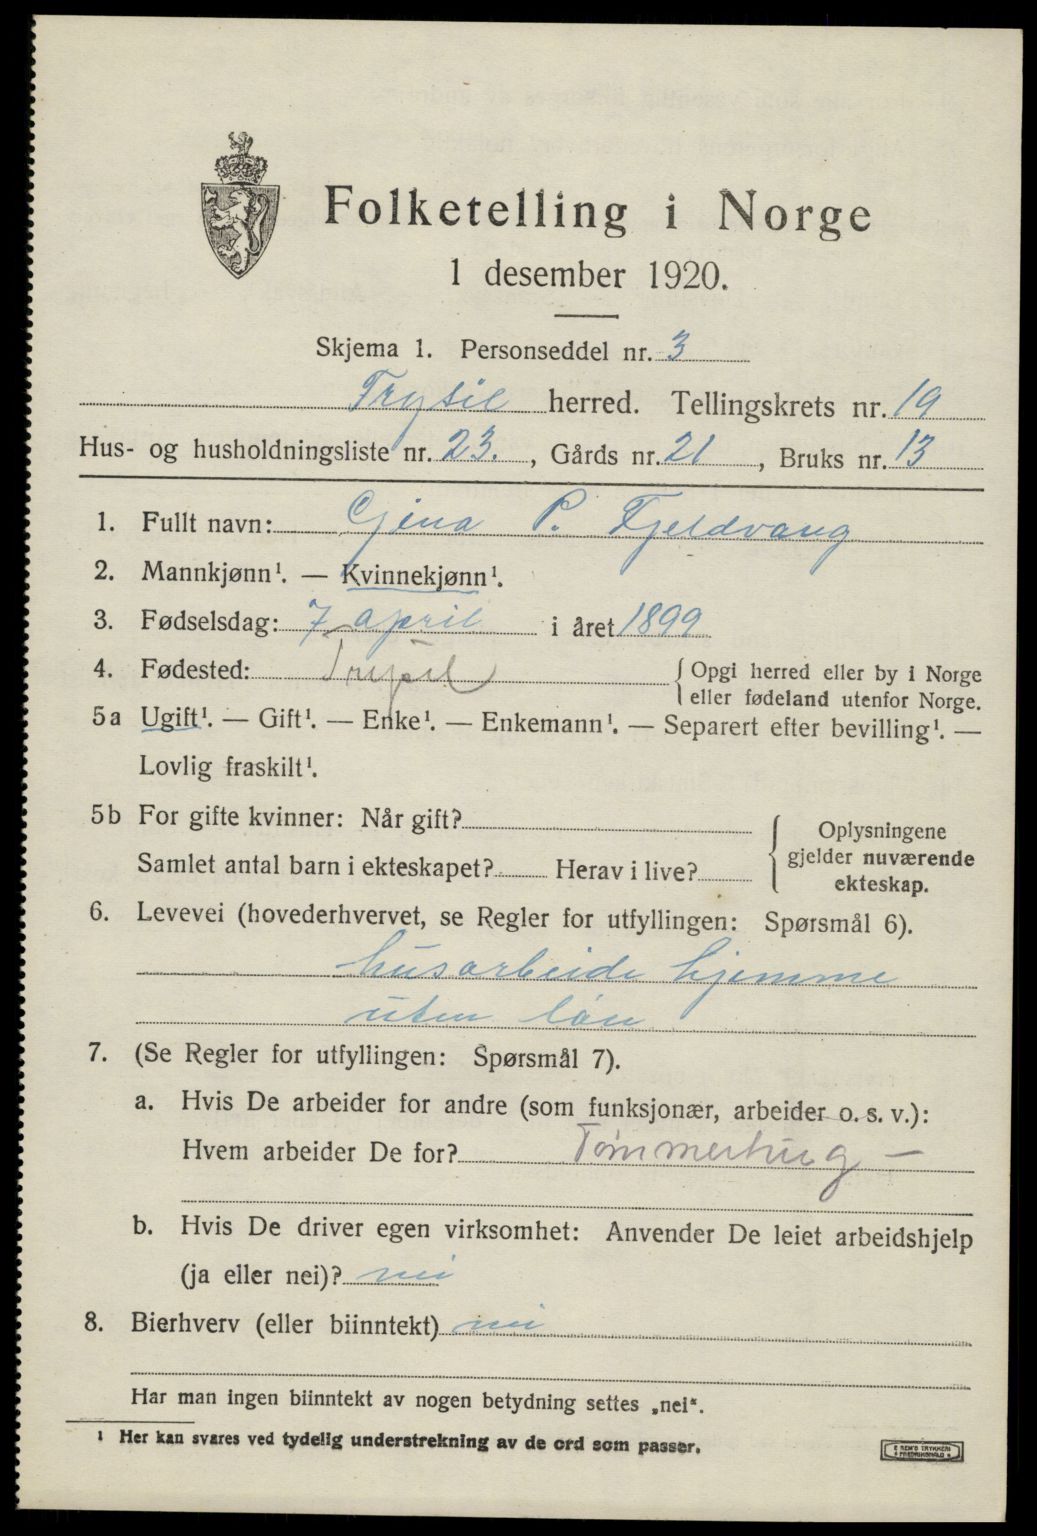 Folketelling i Norge
1 desember 1920.
Skjema 1. Personseddel nr. 3
Trysil herred. Tellingskrets nr. 19
Hus- og husholdningsliste nr. 23. , Gårds nr. 21 , Bruks nr. 13
1. Fullt navn: Gjina P. Fjeldvang
2. Mannkjønn¹. — Kvinnekjønn¹.
3. Fødselsdag: 7 april i året 1899
4. Fødested: Trysil { Opgi herred eller by i Norge
eller fødeland utenfor Norge.
5a Ugift¹. — Gift¹. — Enke¹. — Enkemann¹. — Separert efter bevilling¹. —
Lovlig fraskilt¹.
5b For gifte kvinner: Når gift?
Samlet antal barn i ekteskapet? Herav i live?
{ Oplysningene
gjelder nuværende
ekteskap.
6. Levevei (hovederhvervet, se Regler for utfyllingen: Spørsmål 6).
husarbeide hjemme
uten løn
7. (Se Regler for utfyllingen: Spørsmål 7).
a. Hvis De arbeider for andre (som funksjonær, arbeider o. s. v.):
Hvem arbeider De for? Tømmerhug —
b. Hvis De driver egen virksomhet: Anvender De leiet arbeidshjelp
(ja eller nei)? nei
8. Bierhverv (eller biinntekt) nei
Har man ingen biinntekt av nogen betydning settes „nei“.
¹ Her kan svares ved tydelig understrekning av de ord som passer.